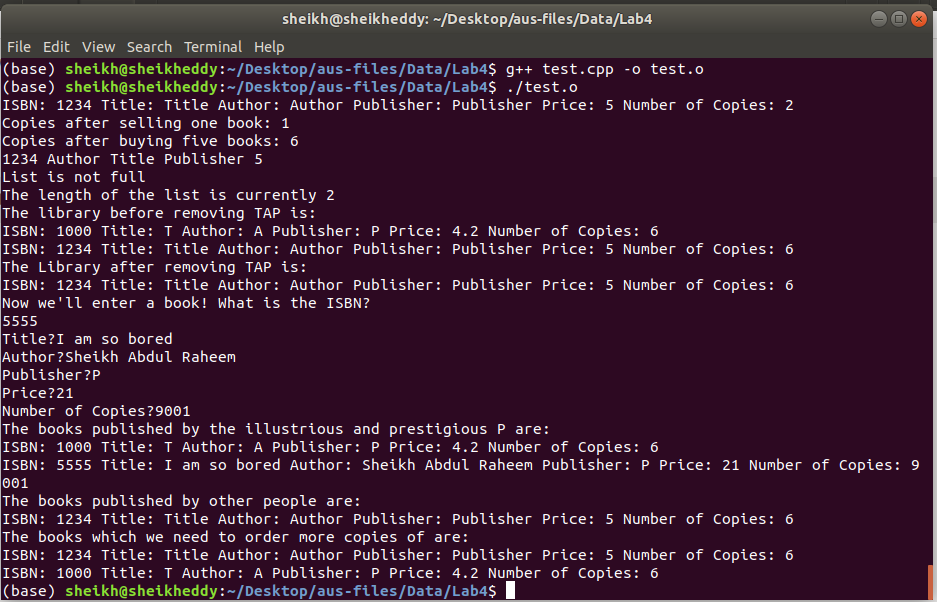 sheikh@sheikheddy: ~/Desktop/aus-files/Data/Lab4
File Edit View Search Terminal Help
(base) sheikh@sheikheddy:~/Desktop/aus-files/Data/Lab4$ g++ test.cpp -o test.o
(base) sheikh@sheikheddy:~/Desktop/aus-files/Data/Lab4$ ./test.o
ISBN: 1234 Title: Title Author: Author Publisher: Publisher Price: 5 Number of Copies: 2
Copies after selling one book: 1
Copies after buying five books: 6
1234 Author Title Publisher 5
List is not full
The length of the list is currently 2
The library before removing TAP is:
ISBN: 1000 Title: T Author: A Publisher: P Price: 4.2 Number of Copies: 6
ISBN: 1234 Title: Title Author: Author Publisher: Publisher Price: 5 Number of Copies: 6
The Library after removing TAP is:
ISBN: 1234 Title: Title Author: Author Publisher: Publisher Price: 5 Number of Copies: 6
Now we'll enter a book! What is the ISBN?
5555
Title?I am so bored
Author?Sheikh Abdul Raheem
Publisher?P
Price?21
Number of Copies?9001
The books published by the illustrious and prestigious P are:
ISBN: 1000 Title: T Author: A Publisher: P Price: 4.2 Number of Copies: 6
ISBN: 5555 Title: I am so bored Author: Sheikh Abdul Raheem Publisher: P Price: 21 Number of Copies: 9
001
The books published by other people are:
ISBN: 1234 Title: Title Author: Author Publisher: Publisher Price: 5 Number of Copies: 6
The books which we need to order more copies of are:
ISBN: 1234 Title: Title Author: Author Publisher: Publisher Price: 5 Number of Copies: 6
ISBN: 1000 Title: T Author: A Publisher: P Price: 4.2 Number of Copies: 6
(base) sheikh@sheikheddy:~/Desktop/aus-files/Data/Lab4$